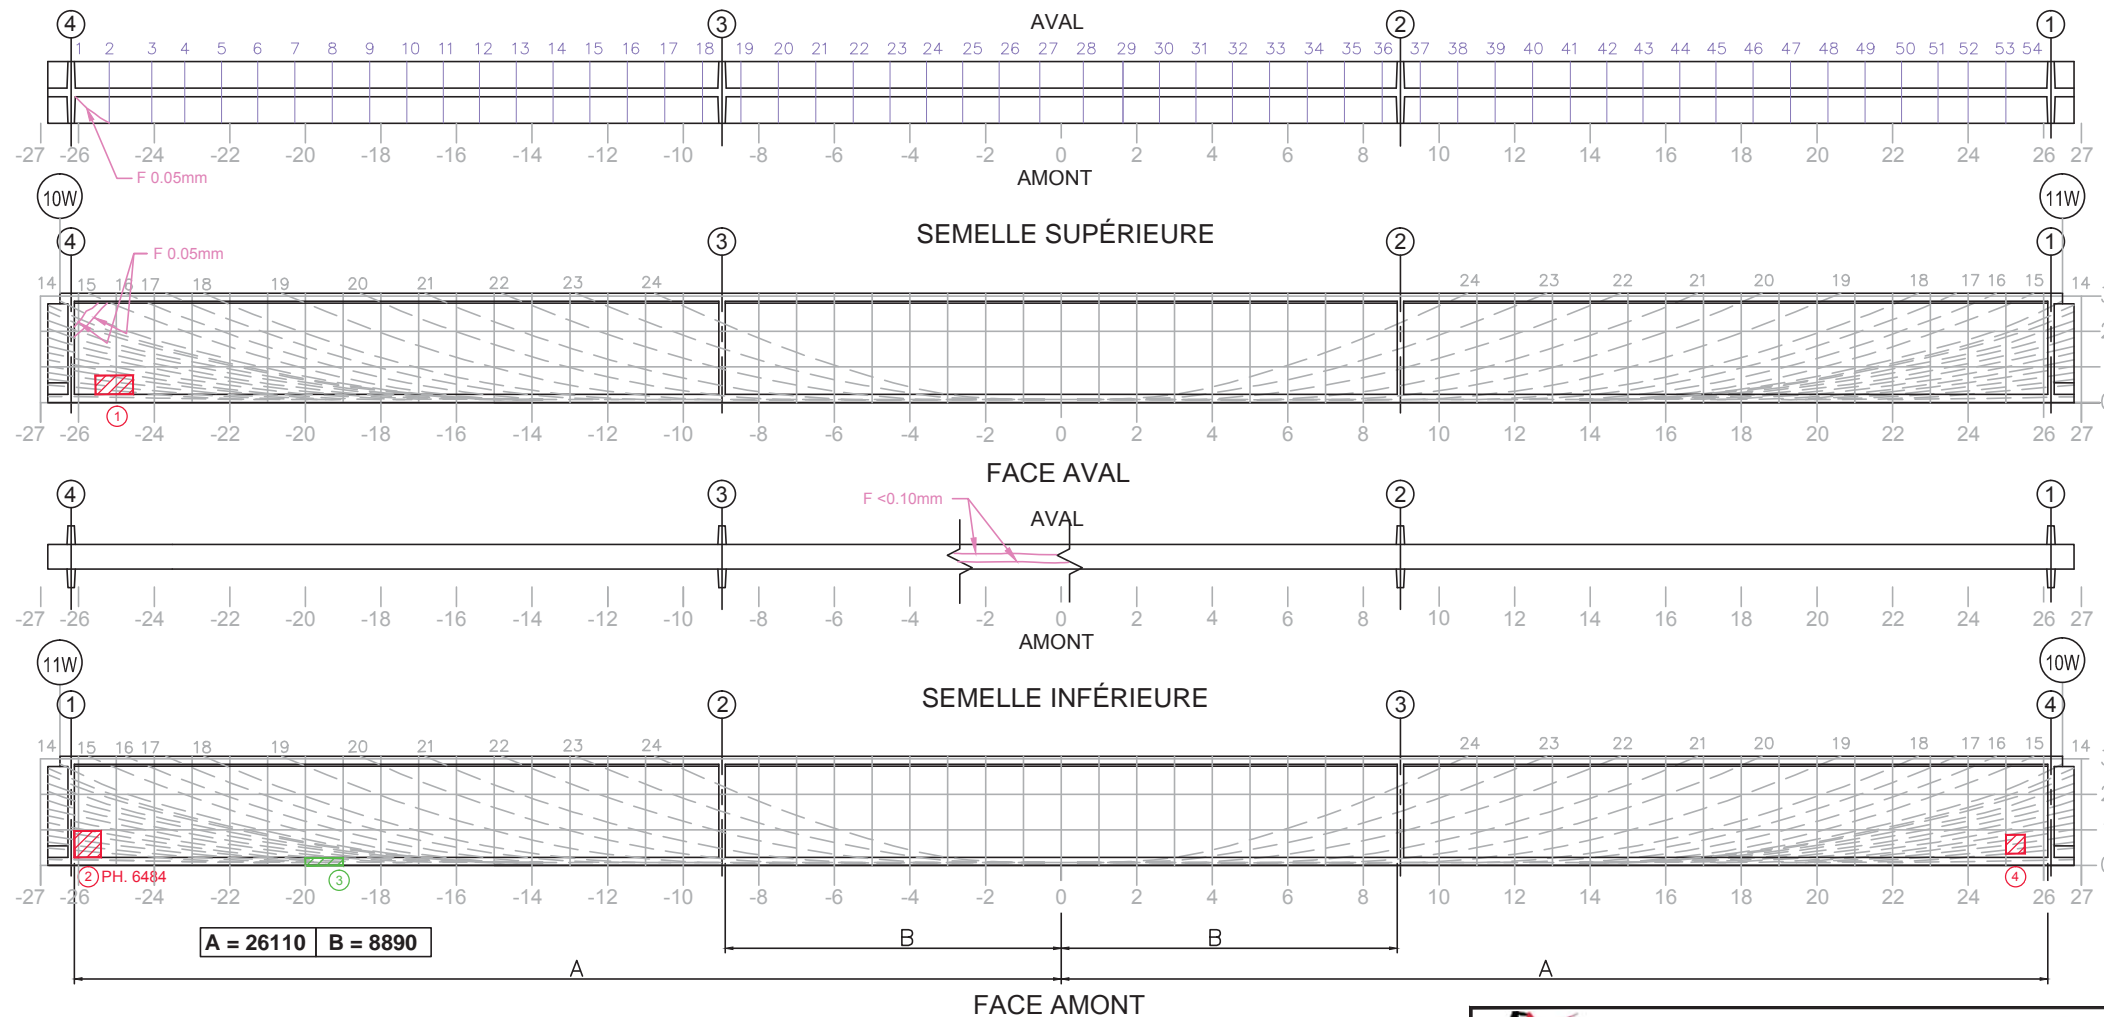 4 3 AVAL 2 1
1 2 3 4 5 6 7 8 9 10 11 12 13 14 15 16 17 18 19 20 21 22 23 24 25 26 27 28 29 30 31 32 33 34 35 36 37 38 39 40 41 42 43 44 45 46 47 48 49 50 51 52 53 54
-27 -26 -24 -22 -20 -18 -16 -14 -12 -10 -8 -6 -4 -2 0 2 4 6 8 10 12 14 16 18 20 22 24 26 27
F 0.05mm
AMONT
10W 11W
SEMELLE SUPÉRIEURE
4 3 2 1
F 0.05mm
14 15 16 17 18 19 20 21 22 23 24 24 23 22 21 20 19 18 17 16 15 14
1
-27 -26 -24 -22 -20 -18 -16 -14 -12 -10 -8 -6 -4 -2 0 2 4 6 8 10 12 14 16 18 20 22 24 26 27
FACE AVAL
4 3 2 1
F <0.10mm
AVAL
-27 -26 -24 -22 -20 -18 -16 -14 -12 -10 -8 -6 -4 -2 0 2 4 6 8 10 12 14 16 18 20 22 24 26 27
AMONT
11W 10W
SEMELLE INFÉRIEURE
1 2 3 4
14 15 16 17 18 19 20 21 22 23 24 24 23 22 21 20 19 18 17 16 15 14
2 PH. 6484 3 4
-27 -26 -24 -22 -20 -18 -16 -14 -12 -10 -8 -6 -4 -2 0 2 4 6 8 10 12 14 16 18 20 22 24 26 27
A = 26110 B = 8890
B B
A A
FACE AMONT